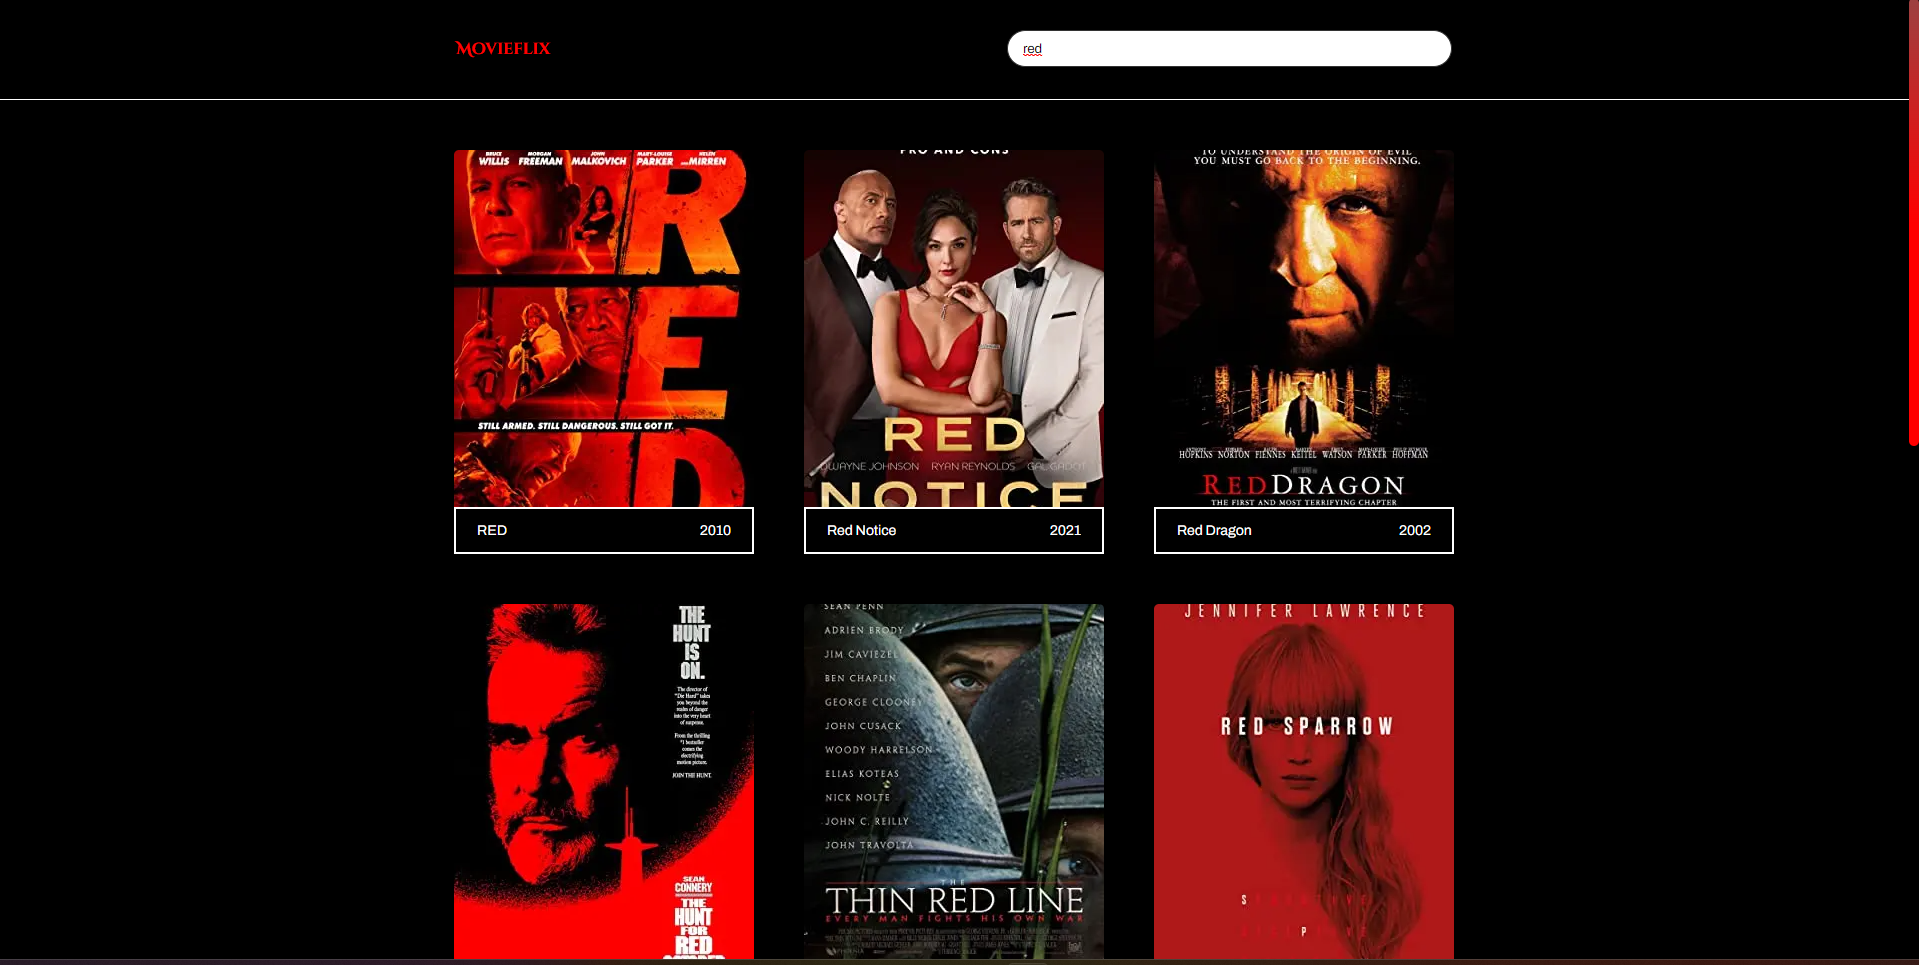 MOVIEFLIX
red
BRUCE WILLIS MORGAN FREEMAN JOHN MALKOVICH MARY-LOUISE PARKER AND HELEN MIRREN
RED
STILL ARMED. STILL DANGEROUS. STILL GOT IT.
RED 2010
PRO AND CONS
RED
DWAYNE JOHNSON RYAN REYNOLDS GAL GADOT
NOTICE
Red Notice 2021
TO UNDERSTAND THE ORIGIN OF EVIL
YOU MUST GO BACK TO THE BEGINNING.
HOPKINS NORTON FIENNES KEITEL WATSON PARKER HOFFMAN
RED DRAGON
THE FIRST AND MOST TERRIFYING CHAPTER
Red Dragon 2002
THE
HUNT
IS
ON.
The director of
"Die Hard" takes
you beyond the
realm of danger
into the very heart
of suspense.
From the thrilling
#1 bestseller
comes the
electrifying
motion picture.
JOIN THE HUNT.
SEAN
CONNERY
THE
HUNT
FOR
RED
OCTOBER
SEAN PENN
ADRIEN BRODY
JIM CAVIEZEL
BEN CHAPLIN
GEORGE CLOONEY
JOHN CUSACK
WOODY HARRELSON
ELIAS KOTEAS
NICK NOLTE
JOHN C. REILLY
JOHN TRAVOLTA
THE
THIN RED LINE
EVERY MAN FIGHTS HIS OWN WAR
JENNIFER LAWRENCE
RED SPARROW